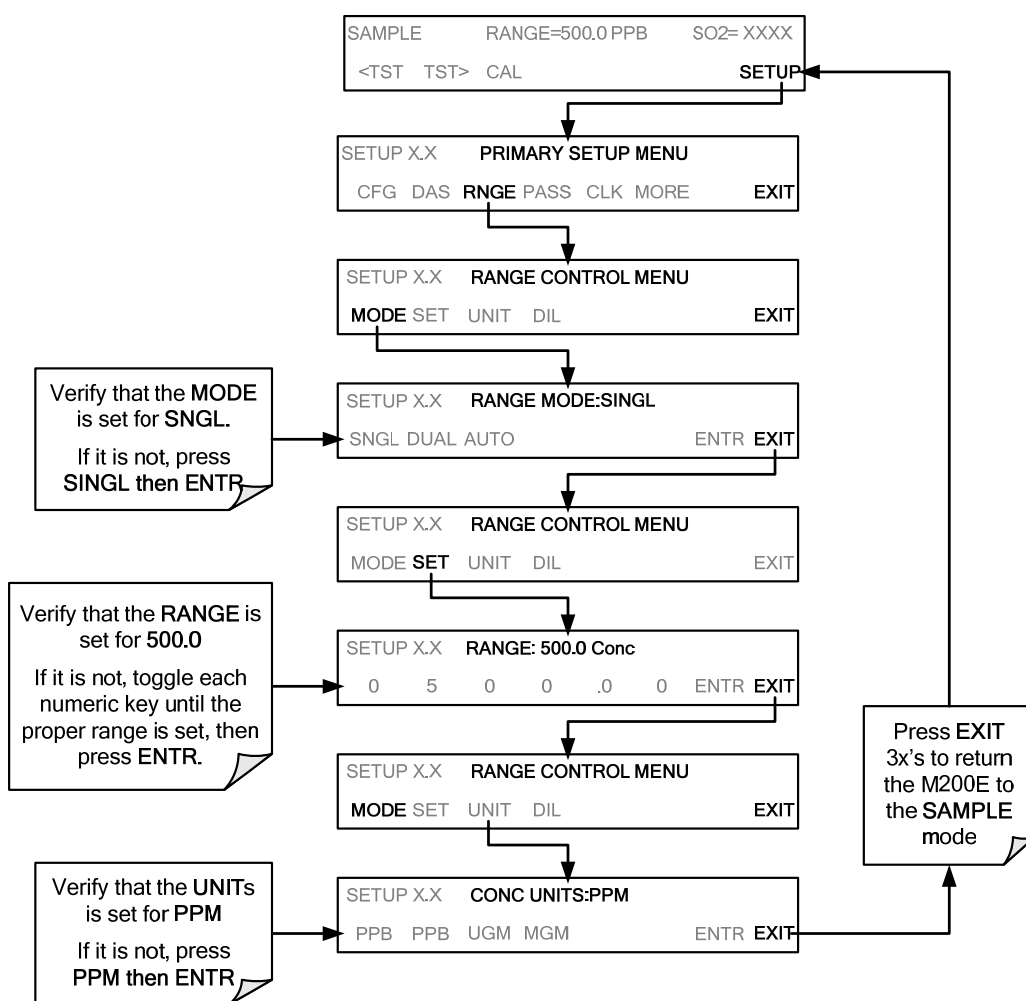 SAMPLE RANGE=500.0 PPB SO2= XXXX
<TST TST> CAL SETUP
SETUP X.X PRIMARY SETUP MENU
CFG DAS RNGE PASS CLK MORE EXIT
SETUP X.X RANGE CONTROL MENU
MODE SET UNIT DIL EXIT
Verify that the MODE
is set for SNGL.
If it is not, press
SINGL then ENTR
SETUP X.X RANGE MODE:SINGL
SNGL DUAL AUTO ENTR EXIT
SETUP X.X RANGE CONTROL MENU
MODE SET UNIT DIL EXIT
Verify that the RANGE is
set for 500.0
If it is not, toggle each
numeric key until the
proper range is set, then
press ENTR.
SETUP X.X RANGE: 500.0 Conc
0 5 0 0 .0 0 ENTR EXIT
SETUP X.X RANGE CONTROL MENU
MODE SET UNIT DIL EXIT
Verify that the UNITs
is set for PPM
If it is not, press
PPM then ENTR
SETUP X.X CONC UNITS:PPM
PPB PPB UGM MGM ENTR EXIT
Press EXIT
3x's to return
the M200E to
the SAMPLE
mode